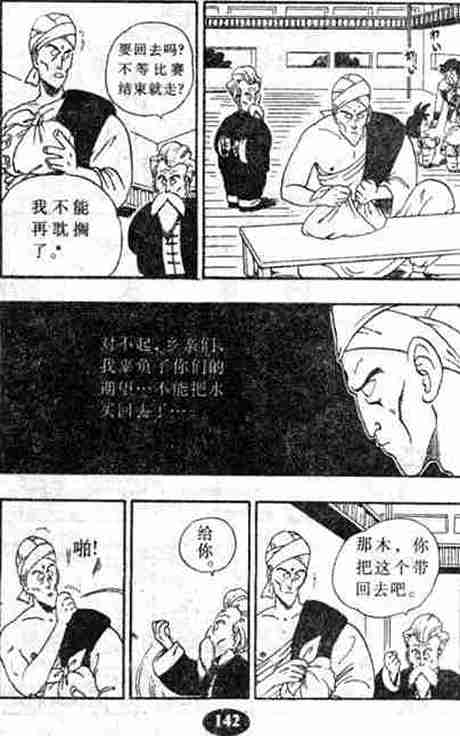 要回去吗?
不等比赛
结束就走?
我不能
再耽搁
了。
对不起,乡亲们、
我辜负了你们的
期望…不能把水
买回去了……
啪!
给
你。
那木,你
把这个带
回去吧。
142